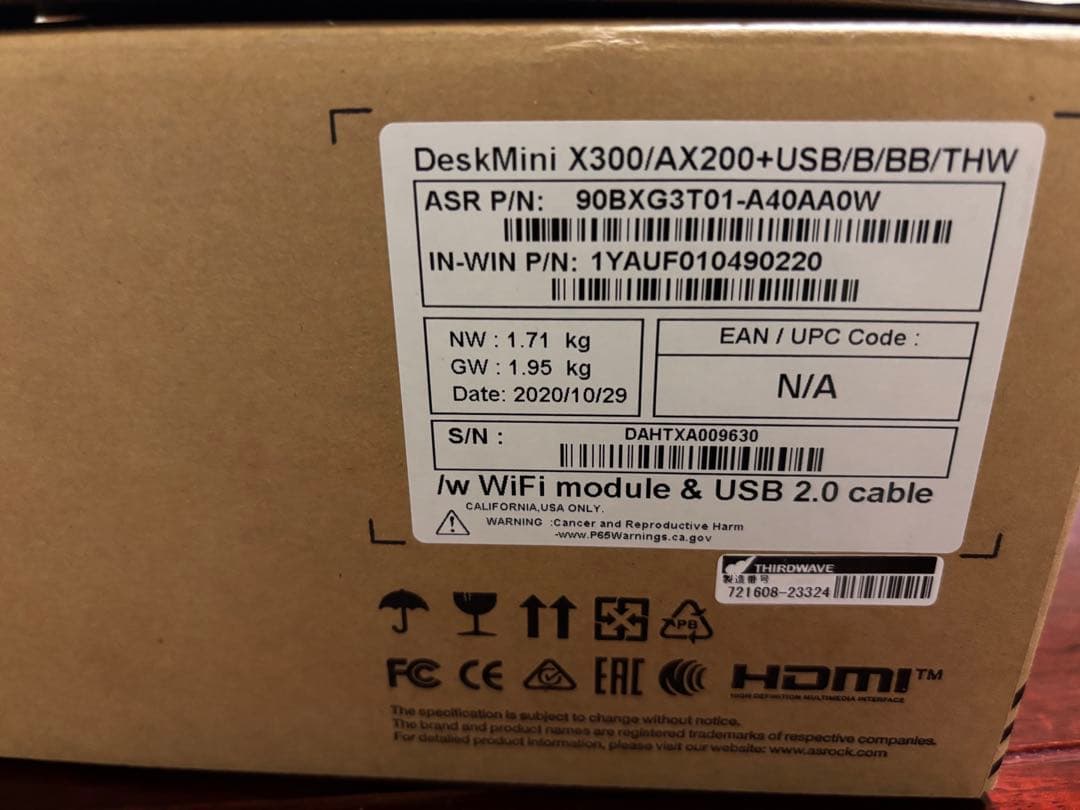 DeskMini X300/AX200+USB/B/BB/THW
ASR P/N: 90BXG3T01-A40AA0W
IN-WIN P/N: 1YAUF010490220
NW : 1.71 kg
GW : 1.95 kg
Date: 2020/10/29
EAN / UPC Code :
N/A
S/N : DAHTXA009630
/w WiFi module & USB 2.0 cable
CALIFORNIA,USA ONLY.
WARNING :Cancer and Reproductive Harm
-www.P65Warnings.ca.gov
THIRDWAVE
製造番号
721608-23324
PB
FC CE EAC HDMI™
HIGH DEFINITION MULTIMEDIA INTERFACE
The specification is subject to change without notice.
The brand and product names are registered trademarks of respective companies.
For detailed product information, please visit our website: www.asrock.com